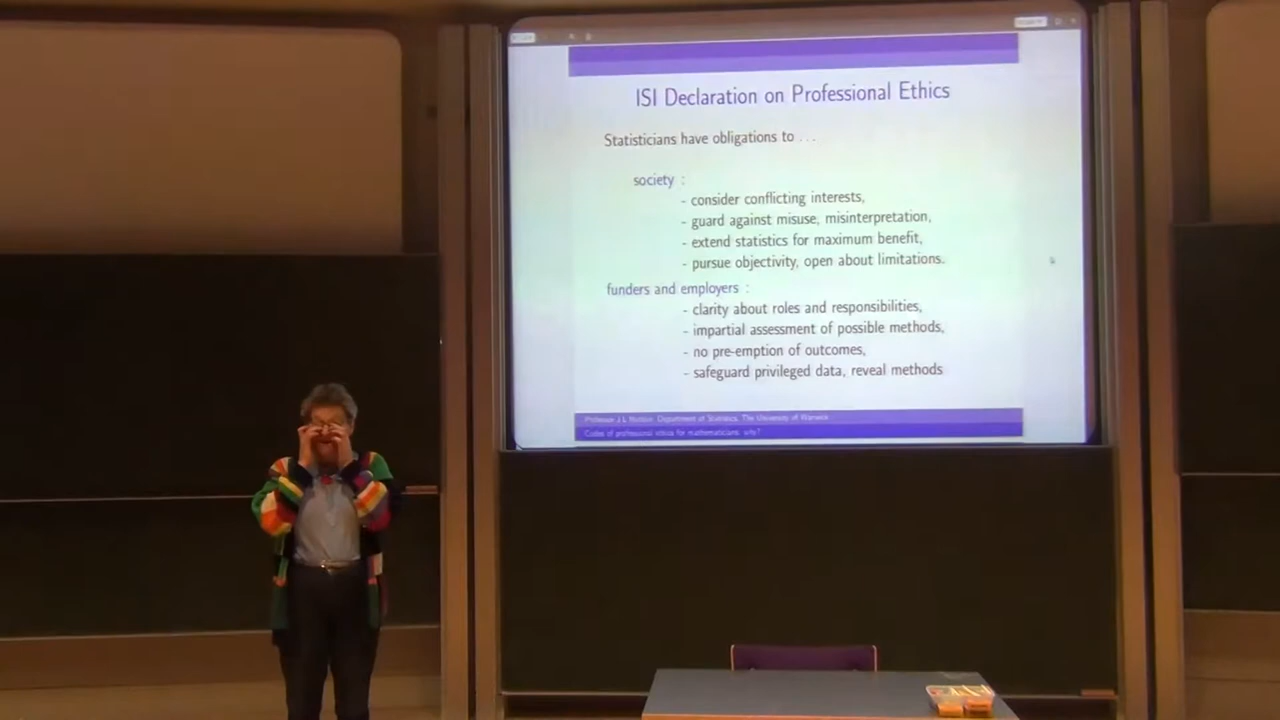 ISI Declaration on Professional Ethics
Statisticians have obligations to . . .
society :
- consider conflicting interests,
- guard against misuse, misinterpretation,
- extend statistics for maximum benefit,
- pursue objectivity, open about limitations.
funders and employers :
- clarity about roles and responsibilities,
- impartial assessment of possible methods,
- no pre-emption of outcomes,
- safeguard privileged data, reveal methods
Professor J L Department of Statistics, The University of Warwick
Codes of professional ethics for mathematicians: why?